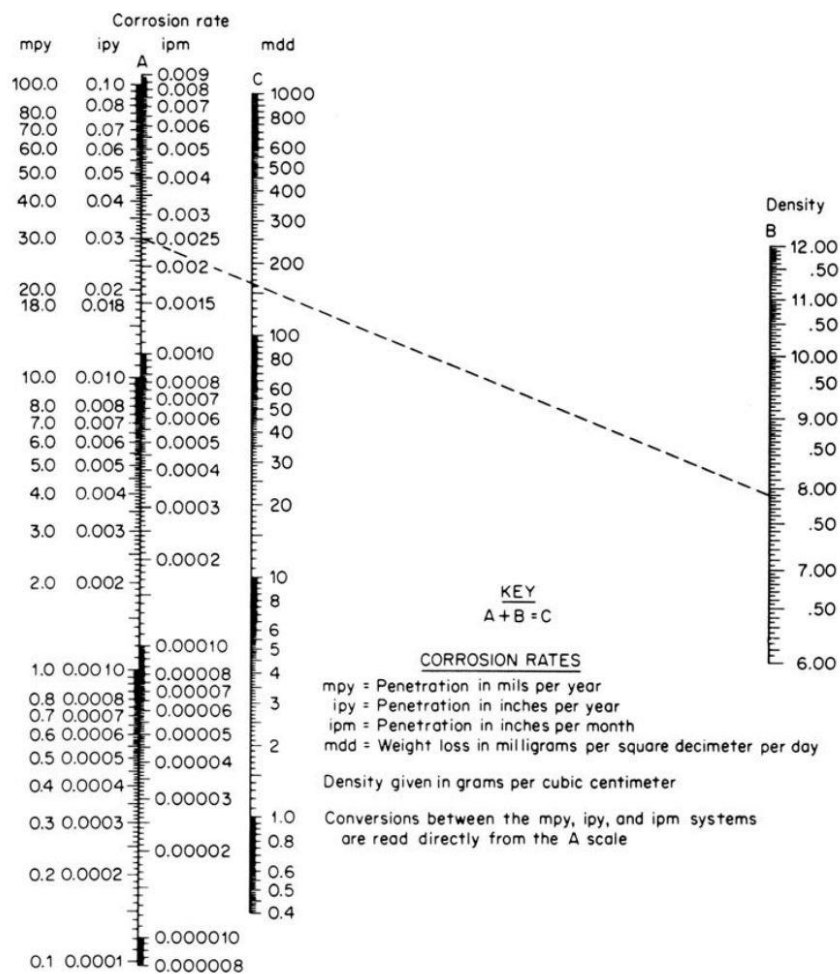 Corrosion rate
mpy ipy ipm mdd
A C
100.0 0.10 0.009
0.008 1000
80.0 0.08 0.007 800
70.0 0.07 0.006
60.0 0.06 0.005 600
50.0 0.05 0.004 500
40.0 0.04 400
0.003 300
30.0 0.03 0.0025
0.002 200
20.0 0.02
18.0 0.018 0.0015
0.0010 100
10.0 0.010 0.0008 80
0.0007 60
8.0 0.008 0.0006 50
7.0 0.007
6.0 0.006 0.0005 40
5.0 0.005 0.0004 30
4.0 0.004 0.0003 20
3.0 0.003
0.0002
2.0 0.002 10
8
6
0.00010 5
1.0 0.0010 0.00008 4
0.00007
0.8 0.0008 0.00006 3
0.7 0.0007
0.6 0.0006 0.00005 2
0.5 0.0005 0.00004
0.4 0.0004 0.00003
0.3 0.0003 1.0
0.00002 0.8
0.2 0.0002 0.6
0.5
0.4
0.000010
0.1 0.0001 0.000008
Density
B
12.00
.50
11.00
.50
10.00
.50
9.00
.50
8.00
.50
7.00
.50
6.00
KEY
A+B=C
CORROSION RATES
mpy = Penetration in mils per year
ipy = Penetration in inches per year
ipm = Penetration in inches per month
mdd = Weight loss in milligrams per square decimeter per day
Density given in grams per cubic centimeter
Conversions between the mpy, ipy, and ipm systems
are read directly from the A scale